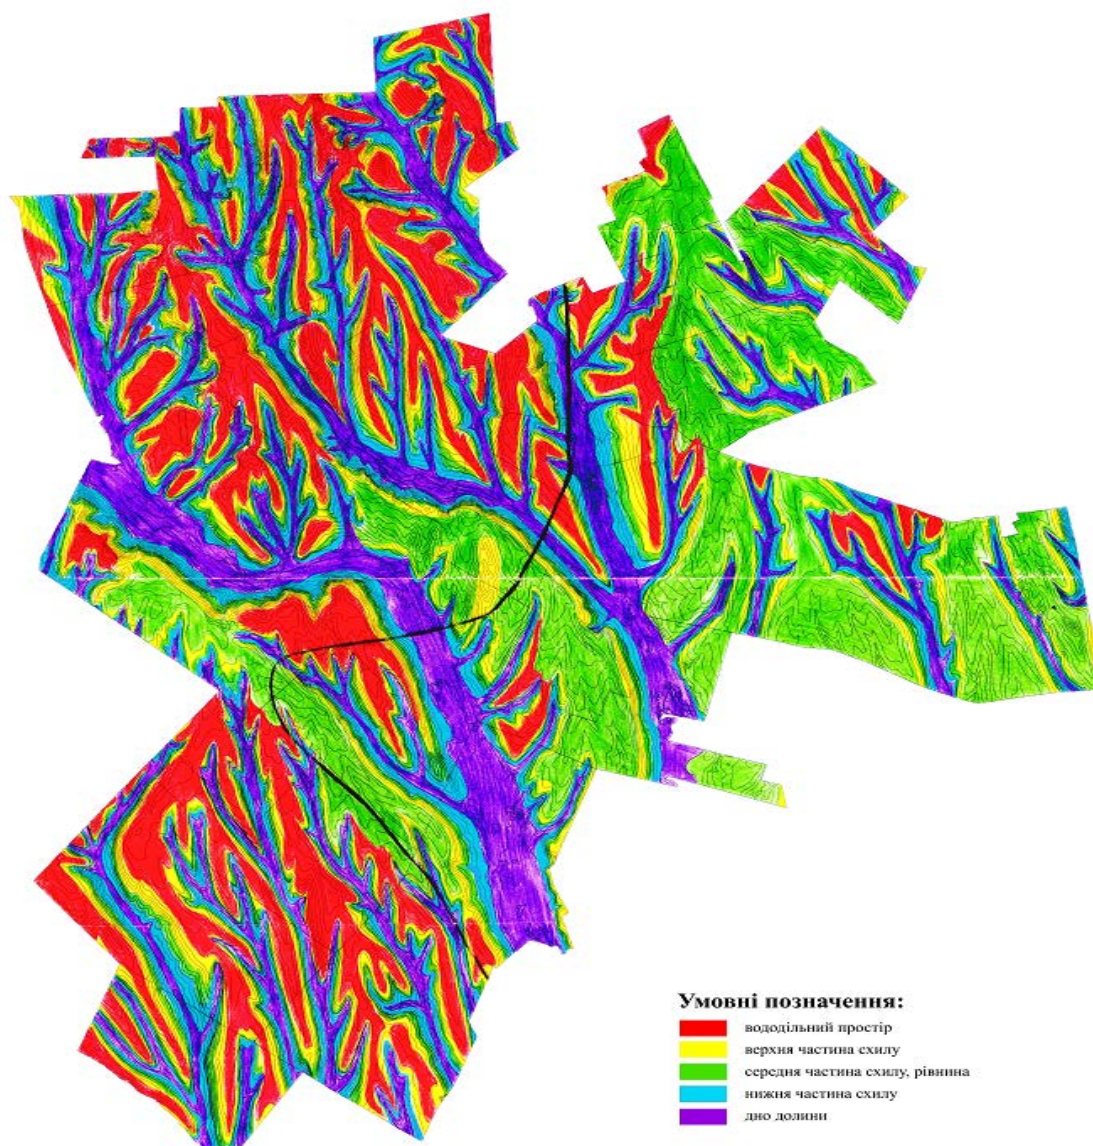 Умовні позначення:
вододільний простір
верхня частина схилу
середня частина схилу, рівнина
нижня частина схилу
дно долини